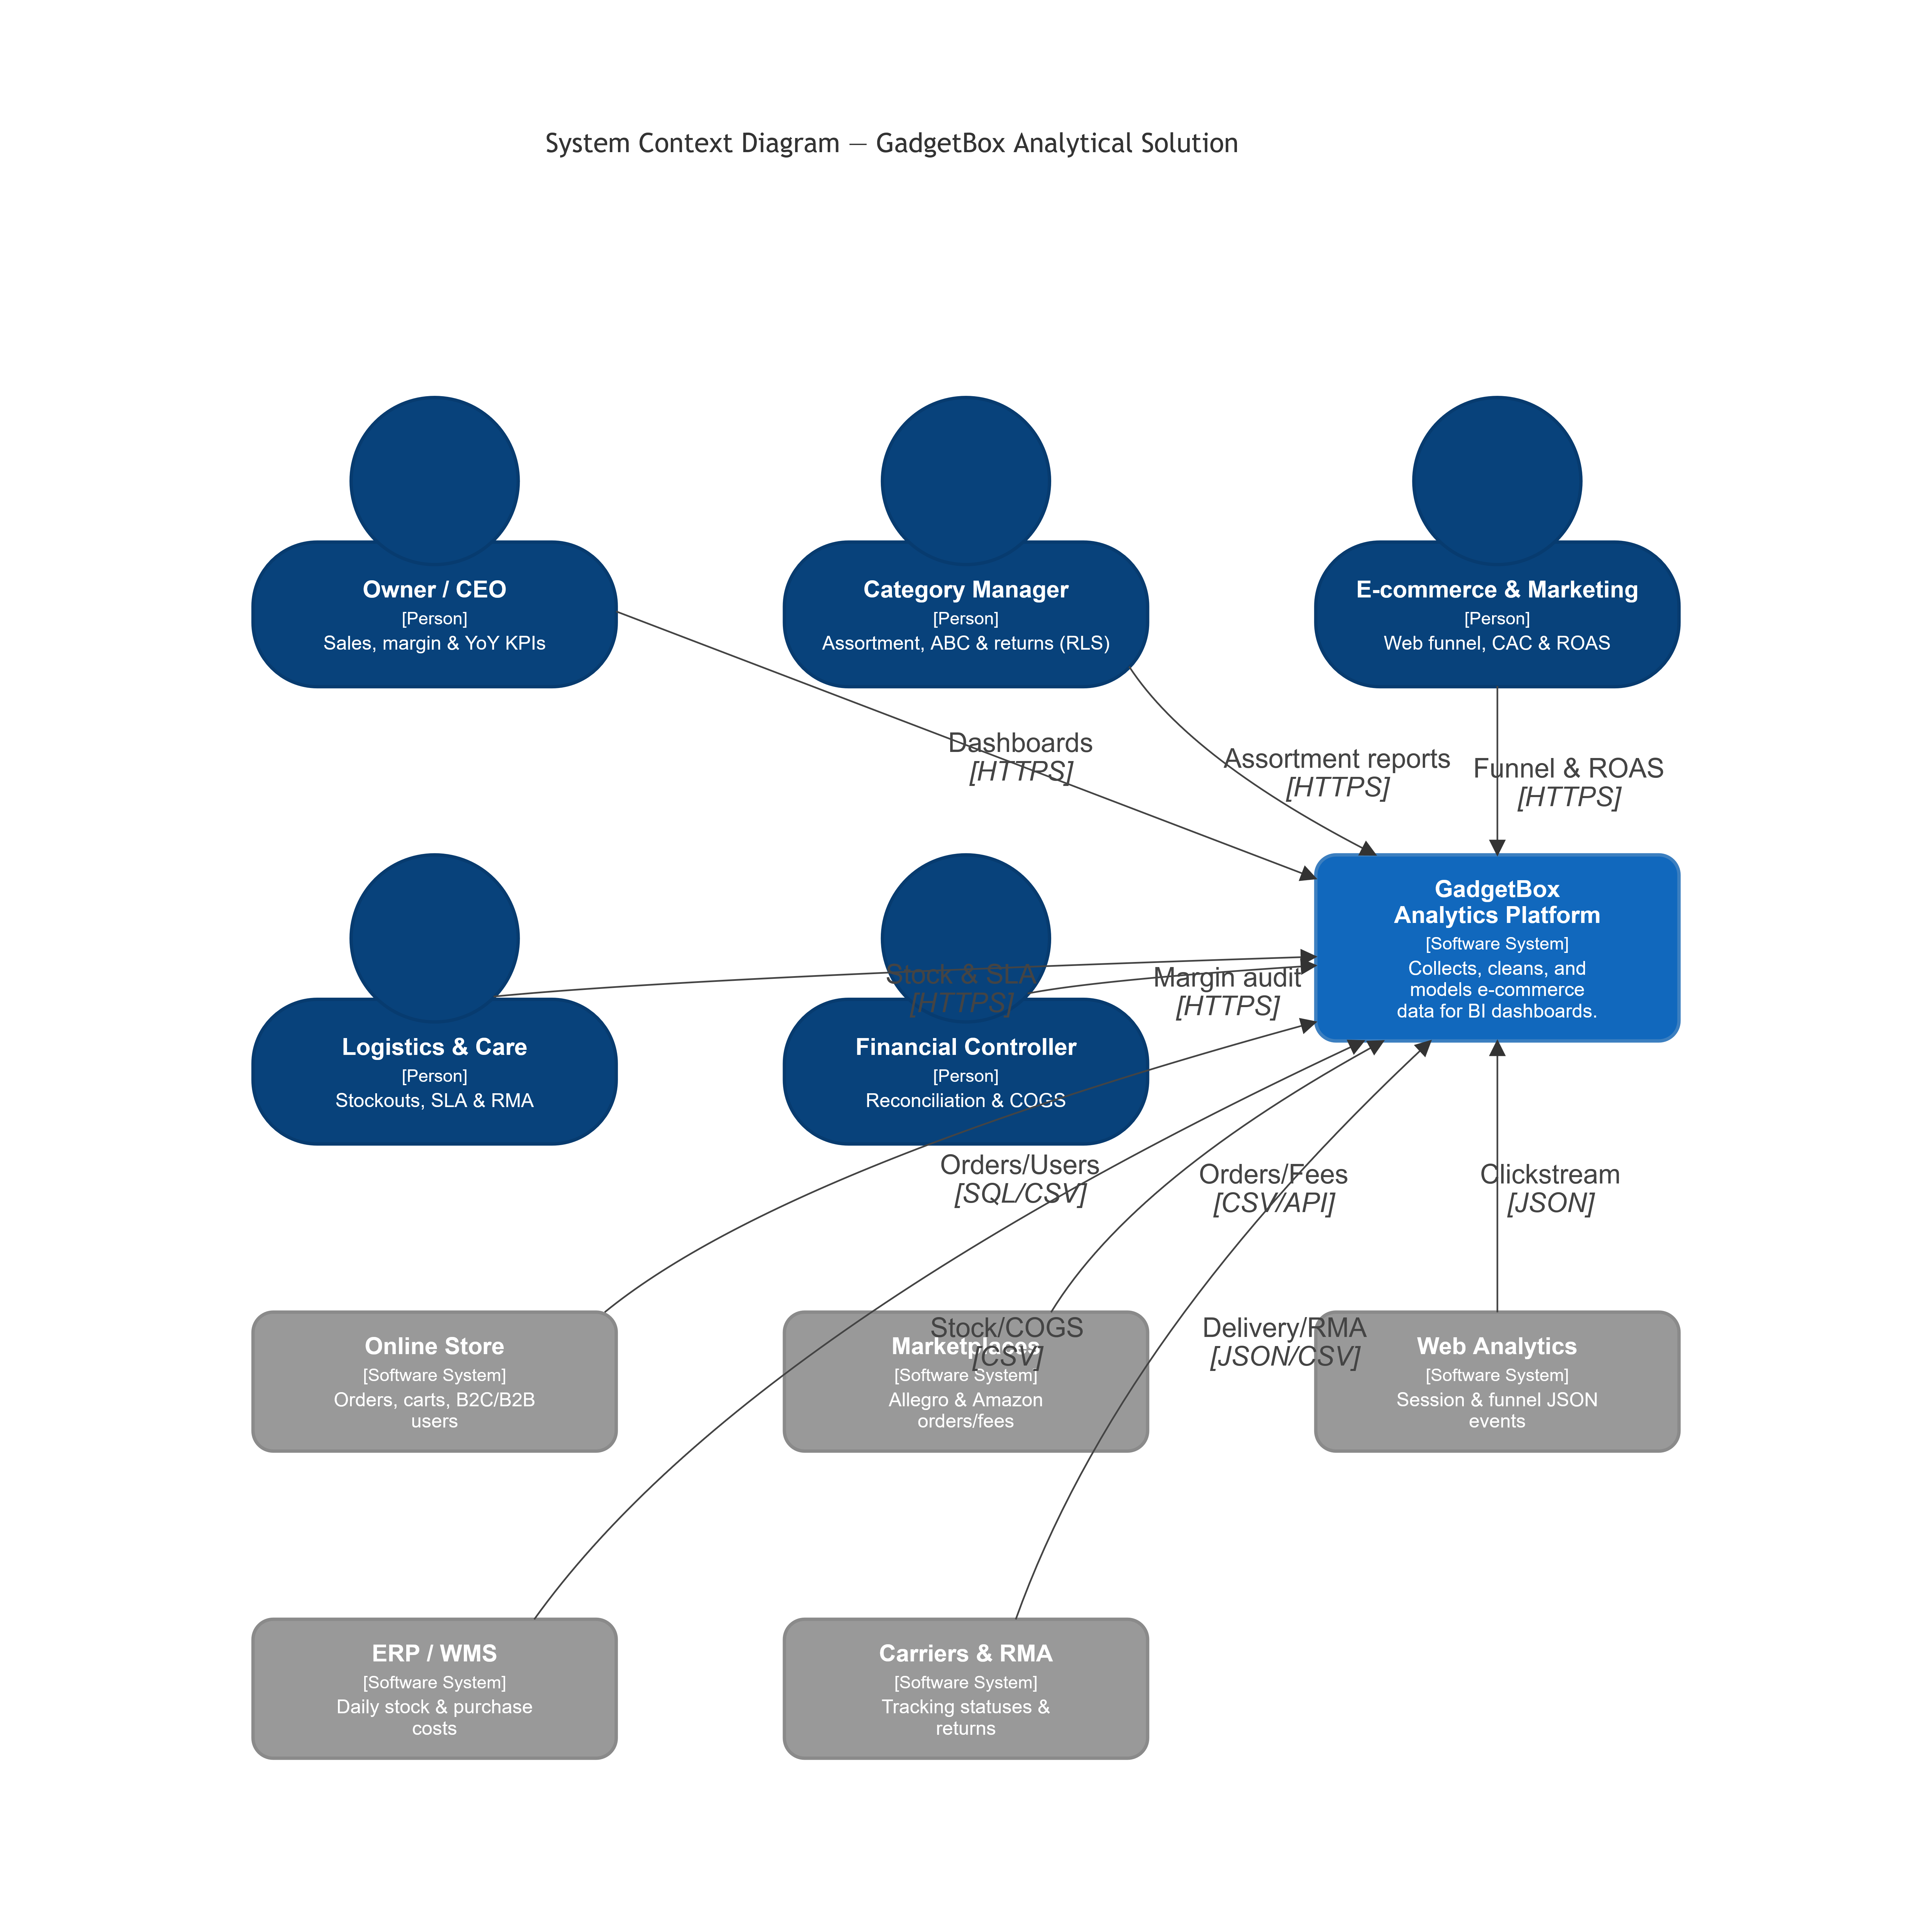 System Context Diagram — GadgetBox Analytical Solution
Owner / CEO
[Person]
Sales, margin & YoY KPIs
Category Manager
[Person]
Assortment, ABC & returns (RLS)
E-commerce & Marketing
[Person]
Web funnel, CAC & ROAS
Dashboards
[HTTPS]
Assortment reports
[HTTPS]
Funnel & ROAS
[HTTPS]
GadgetBox
Analytics Platform
[Software System]
Collects, cleans, and
models e-commerce
data for BI dashboards.
Stock & SLA
[HTTPS]
Margin audit
[HTTPS]
Logistics & Care
[Person]
Stockouts, SLA & RMA
Financial Controller
[Person]
Reconciliation & COGS
Orders/Users
[SQL/CSV]
Orders/Fees
[CSV/API]
Clickstream
[JSON]
Stock/COGS
[CSV]
Delivery/RMA
[JSON/CSV]
Online Store
[Software System]
Orders, carts, B2C/B2B
users
Marketplaces
[Software System]
Allegro & Amazon
orders/fees
Web Analytics
[Software System]
Session & funnel JSON
events
ERP / WMS
[Software System]
Daily stock & purchase
costs
Carriers & RMA
[Software System]
Tracking statuses &
returns